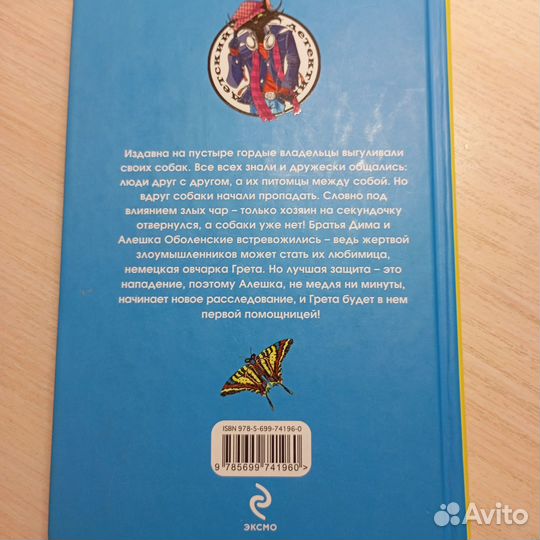 Детский детектив
Издавна на пустыре гордые владельцы выгуливали
своих собак. Все всех знали и дружески общались:
люди друг с другом, а их питомцы между собой. Но
вдруг собаки начали пропадать. Словно под
влиянием злых чар – только хозяин на секундочку
отвернулся, а собаки уже нет! Братья Дима и
Алешка Оболенские встревожились – ведь жертвой
злоумышленников может стать их любимица,
немецкая овчарка Грета. Но лучшая защита – это
нападение, поэтому Алешка, не медля ни минуты,
начинает новое расследование, и Грета будет в нем
первой помощницей!
ISBN 978-5-699-74196-0
9 785699 741960>
ЭКСМО
Avito